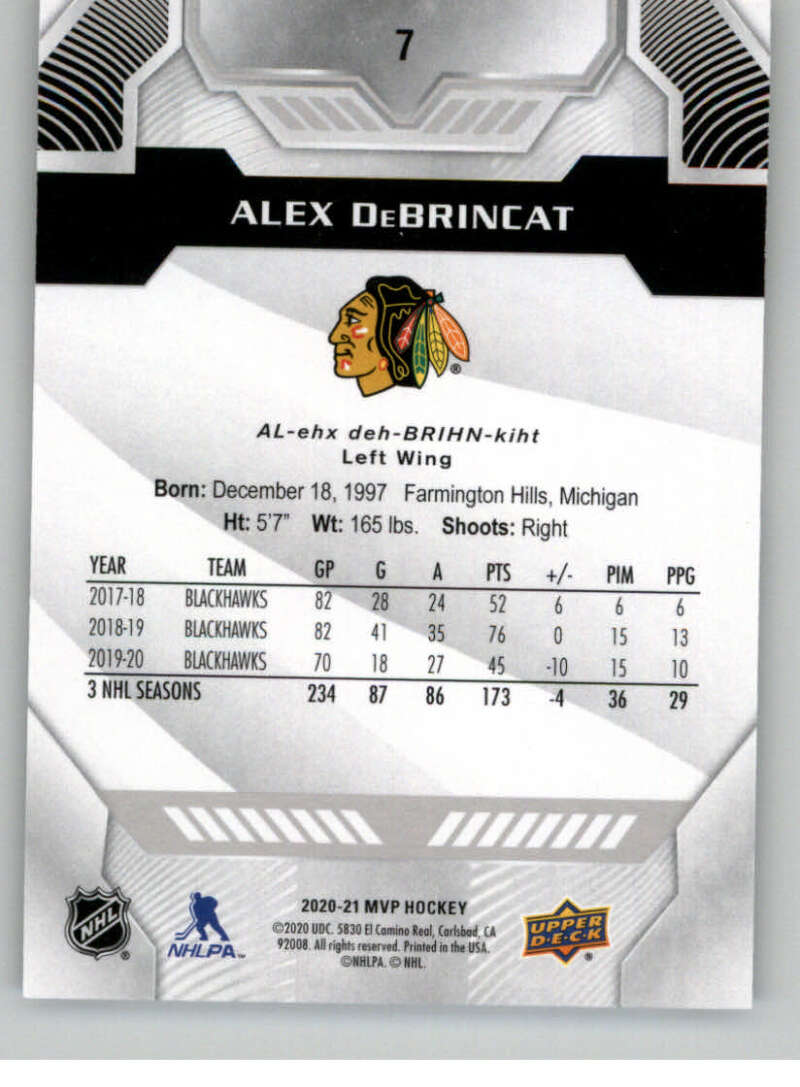 7
ALEX DeBRINCAT
®
AL-ehx deh-BRIHN-kiht
Left Wing
Born: December 18, 1997 Farmington Hills, Michigan
Ht: 5'7" Wt: 165 lbs. Shoots: Right
YEAR TEAM GP G A PTS +/- PIM PPG
2017-18 BLACKHAWKS 82 28 24 52 6 6 6
2018-19 BLACKHAWKS 82 41 35 76 0 15 13
2019-20 BLACKHAWKS 70 18 27 45 -10 15 10
3 NHL SEASONS 234 87 86 173 -4 36 29
NHL ®
NHLPA ™
2020-21 MVP HOCKEY
©2020 UDC. 5830 El Camino Real, Carlsbad, CA
92008. All rights reserved. Printed in the USA.
©NHLPA. © NHL.
UPPER
D·E·C·K ®